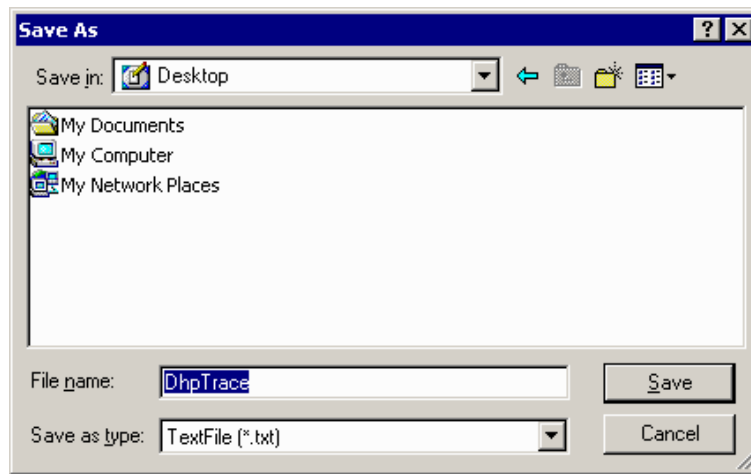 Save As
Save in: Desktop
My Documents
My Computer
My Network Places
File name: DhpTrace Save
Save as type: TextFile (*.txt) Cancel